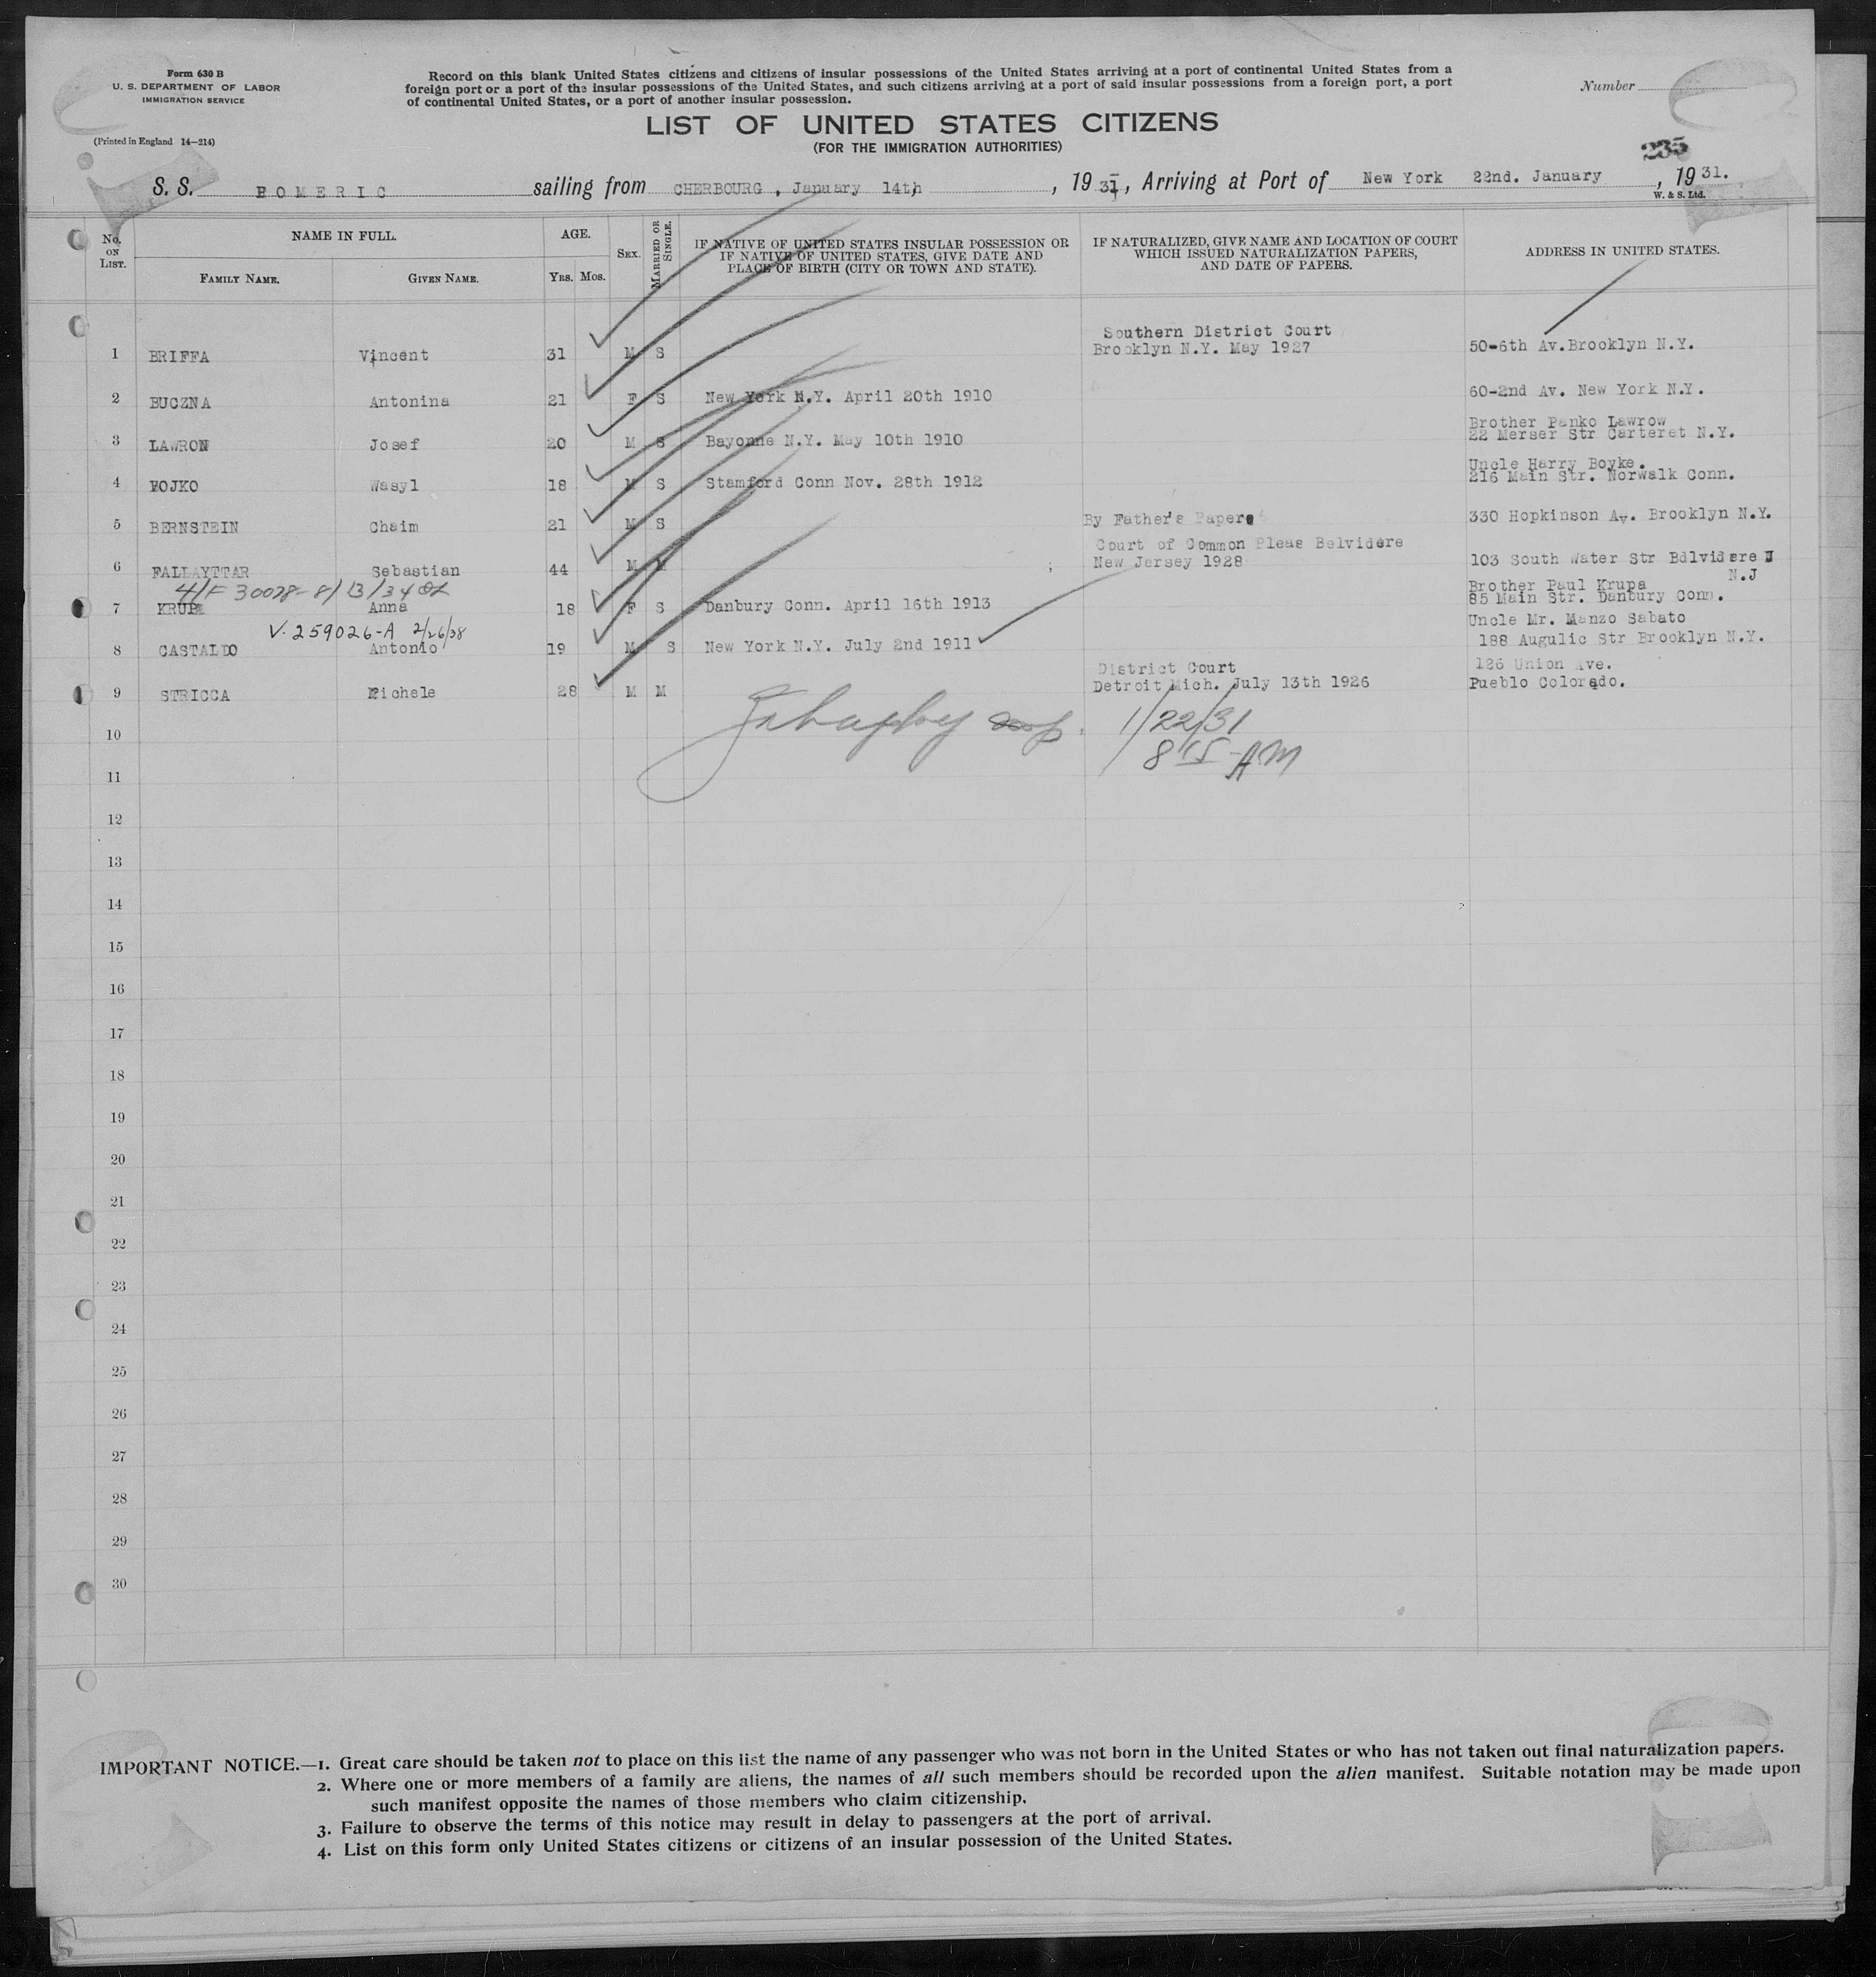 Form 630 B
U. S. DEPARTMENT OF LABOR
IMMIGRATION SERVICE
(Printed in England 14—214)
Record on this blank United States citizens and citizens of insular possessions of the United States arriving at a port of continental United States from a
foreign port or a port of the insular possessions of the United States, and such citizens arriving at a port of said insular possessions from a foreign port, a port
of continental United States, or a port of another insular possession.
Number
LIST OF UNITED STATES CITIZENS
(FOR THE IMMIGRATION AUTHORITIES)
235
S. S. HOMERIC sailing from CHERBOURG, January 14th, 1931, Arriving at Port of New York 22nd. January, 1931.
W. & S. Ltd.
No. ON LIST.
NAME IN FULL.
FAMILY NAME. GIVEN NAME.
AGE.
YRS. MOS.
SEX.
MARRIED OR SINGLE.
IF NATIVE OF UNITED STATES INSULAR POSSESSION OR
IF NATIVE OF UNITED STATES, GIVE DATE AND
PLACE OF BIRTH (CITY OR TOWN AND STATE).
IF NATURALIZED, GIVE NAME AND LOCATION OF COURT
WHICH ISSUED NATURALIZATION PAPERS,
AND DATE OF PAPERS.
ADDRESS IN UNITED STATES.
Southern District Court
1 BRIFFA Vincent 31 M S Brooklyn N.Y. May 1927 50-6th Av.Brooklyn N.Y.
2 BUCZNA Antonina 21 F S New York N.Y. April 20th 1910 60-2nd Av. New York N.Y.
Brother Panko Lawrow
3 LAWRON Josef 20 M S Bayonne N.Y. May 10th 1910 22 Merser Str Carteret N.Y.
Uncle Harry Boyke.
4 BOJKO Wasyl 18 M S Stamford Conn Nov. 28th 1912 216 Main Str. Norwalk Conn.
5 BERNSTEIN Chaim 21 M S By Father's Papers 330 Hopkinson Av. Brooklyn N.Y.
Court of Common Pleas Belvidere
6 FALLAYTTAR Sebastian 44 M M New Jersey 1928 103 South Water Str Bdlvidere
N.J
4/F 30078-8/13/34
Brother Paul Krupa
7 KRUPA Anna 18 F S Danbury Conn. April 16th 1913 85 Main Str. Danbury Conn.
V. 259026-A 2/26/38
Uncle Mr. Manzo Sabato
8 CASTALDO Antonio 19 M S New York N.Y. July 2nd 1911 188 Augulic Str Brooklyn N.Y.
District Court 126 Union Ave.
9 STRICCA Michele 28 M M Detroit Mich. July 13th 1926 Pueblo Colorado.
10
1/22/31
8 15 AM
11
12
13
14
15
16
17
18
19
20
21
22
23
24
25
26
27
28
29
30
IMPORTANT NOTICE.—1. Great care should be taken not to place on this list the name of any passenger who was not born in the United States or who has not taken out final naturalization papers.
2. Where one or more members of a family are aliens, the names of all such members should be recorded upon the alien manifest. Suitable notation may be made upon
such manifest opposite the names of those members who claim citizenship.
3. Failure to observe the terms of this notice may result in delay to passengers at the port of arrival.
4. List on this form only United States citizens or citizens of an insular possession of the United States.